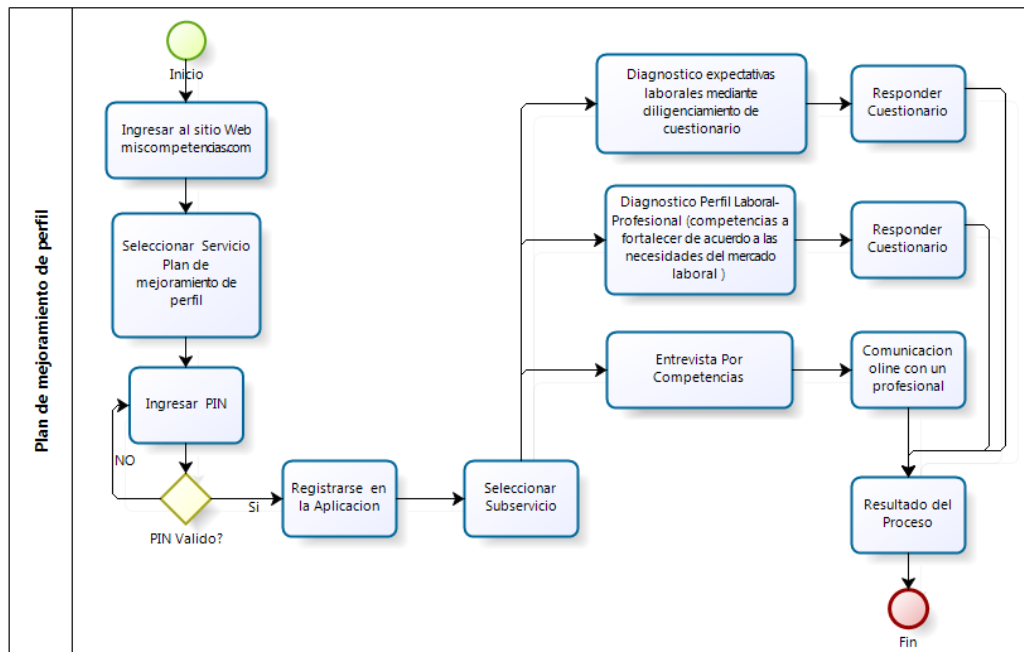 Plan de mejoramiento de perfil
Inicio
Ingresar al sitio Web
miscompetencias.com
Seleccionar Servicio
Plan de
mejoramiento de
perfil
Ingresar PIN
NO
PIN Valido?
Si
Registrarse en
la Aplicacion
Seleccionar
Subservicio
Diagnostico expectativas
laborales mediante
diligenciamiento de
cuestionario
Responder
Cuestionario
Diagnostico Perfil Laboral-
Profesional (competencias a
fortalecer de acuerdo a las
necesidades del mercado
laboral )
Responder
Cuestionario
Entrevista Por
Competencias
Comunicacion
oline con un
profesional
Resultado del
Proceso
Fin